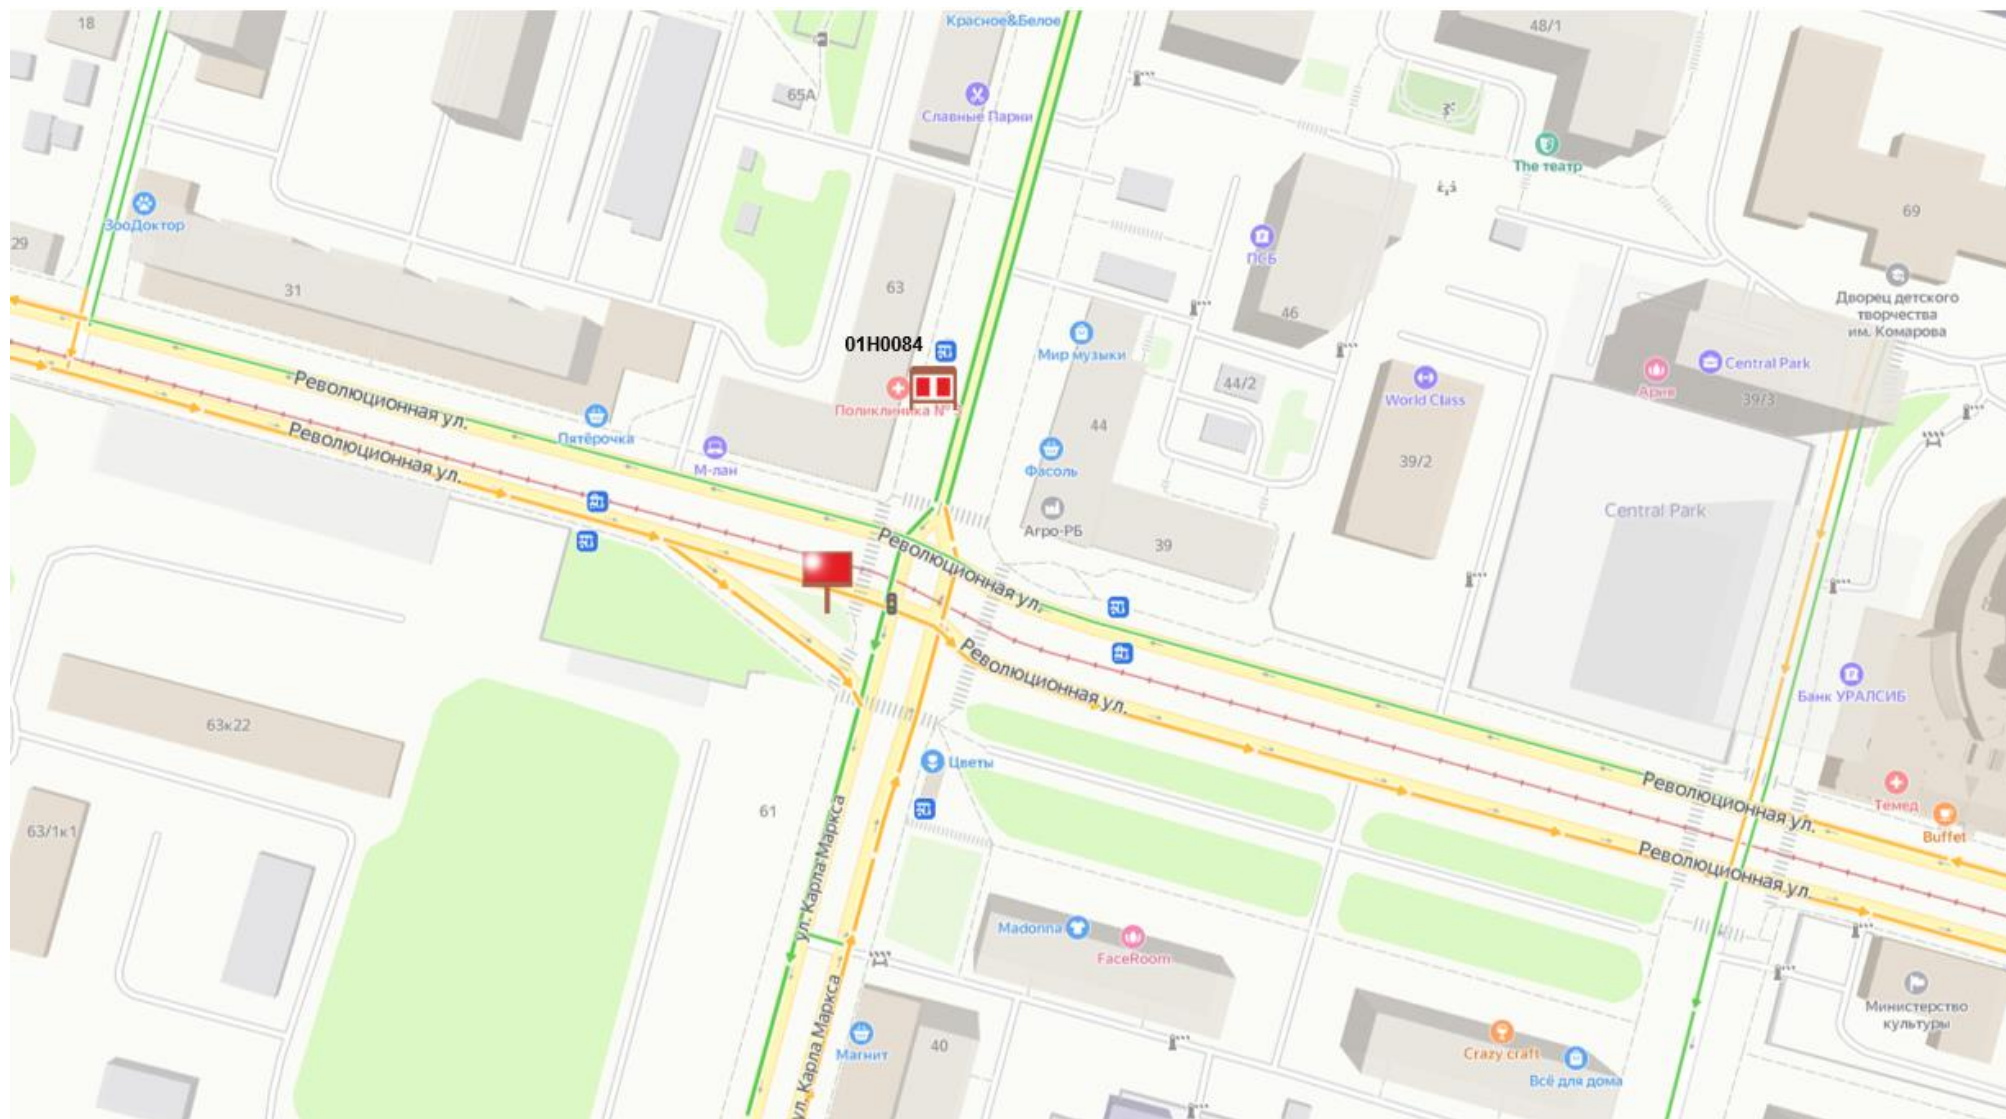 18
Красное&Белое
48/1
65А
Славные Парни
The театр
69
ЗооДоктор
29
ПСБ
31
63
46
Дворец детского
творчества
им. Комарова
01H0084
Мир музыки
Central Park
44/2
Ария
39/3
World Class
Поликлиника №
Революционная ул.
Пятёрочка
44
Революционная ул.
М-лан
Фасоль
39/2
Central Park
Агро-РБ
39
Революционная ул.
Революционная ул.
Банк УРАЛСИБ
63к22
Цветы
Революционная ул.
Темед
Buffet
63/1к1
61
ул. Карла Маркса
Революционная ул.
Madonna
FaceRoom
ул. Карла Маркса
Министерство
культуры
Магнит
40
Crazy craft
Всё для дома